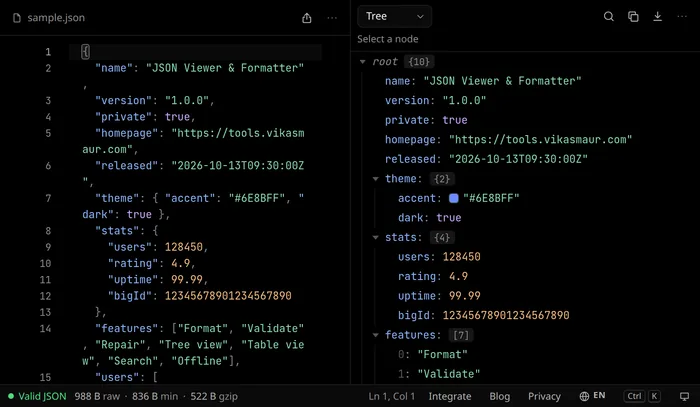 sample.json
1 {
2 "name": "JSON Viewer & Formatter"
,
3 "version": "1.0.0",
4 "private": true,
5 "homepage": "https://tools.vikasm
aur.com",
6 "released": "2026-10-13T09:30:00Z
",
7 "theme": { "accent": "#6E8BFF", "
dark": true },
8 "stats": {
9 "users": 128450,
10 "rating": 4.9,
11 "uptime": 99.99,
12 "bigId": 12345678901234567890
13 },
14 "features": ["Format", "Validate"
, "Repair", "Tree view", "Table vie
w", "Search", "Offline"],
15 "users": [
Tree
Select a node
root {10}
name: "JSON Viewer & Formatter"
version: "1.0.0"
private: true
homepage: "https://tools.vikasmaur.com"
released: "2026-10-13T09:30:00Z"
theme: {2}
accent: "#6E8BFF"
dark: true
stats: {4}
users: 128450
rating: 4.9
uptime: 99.99
bigId: 12345678901234567890
features: [7]
0: "Format"
1: "Validate"
Valid JSON 988 B raw · 836 B min · 522 B gzip Ln 1, Col 1 Integrate Blog Privacy EN Ctrl K